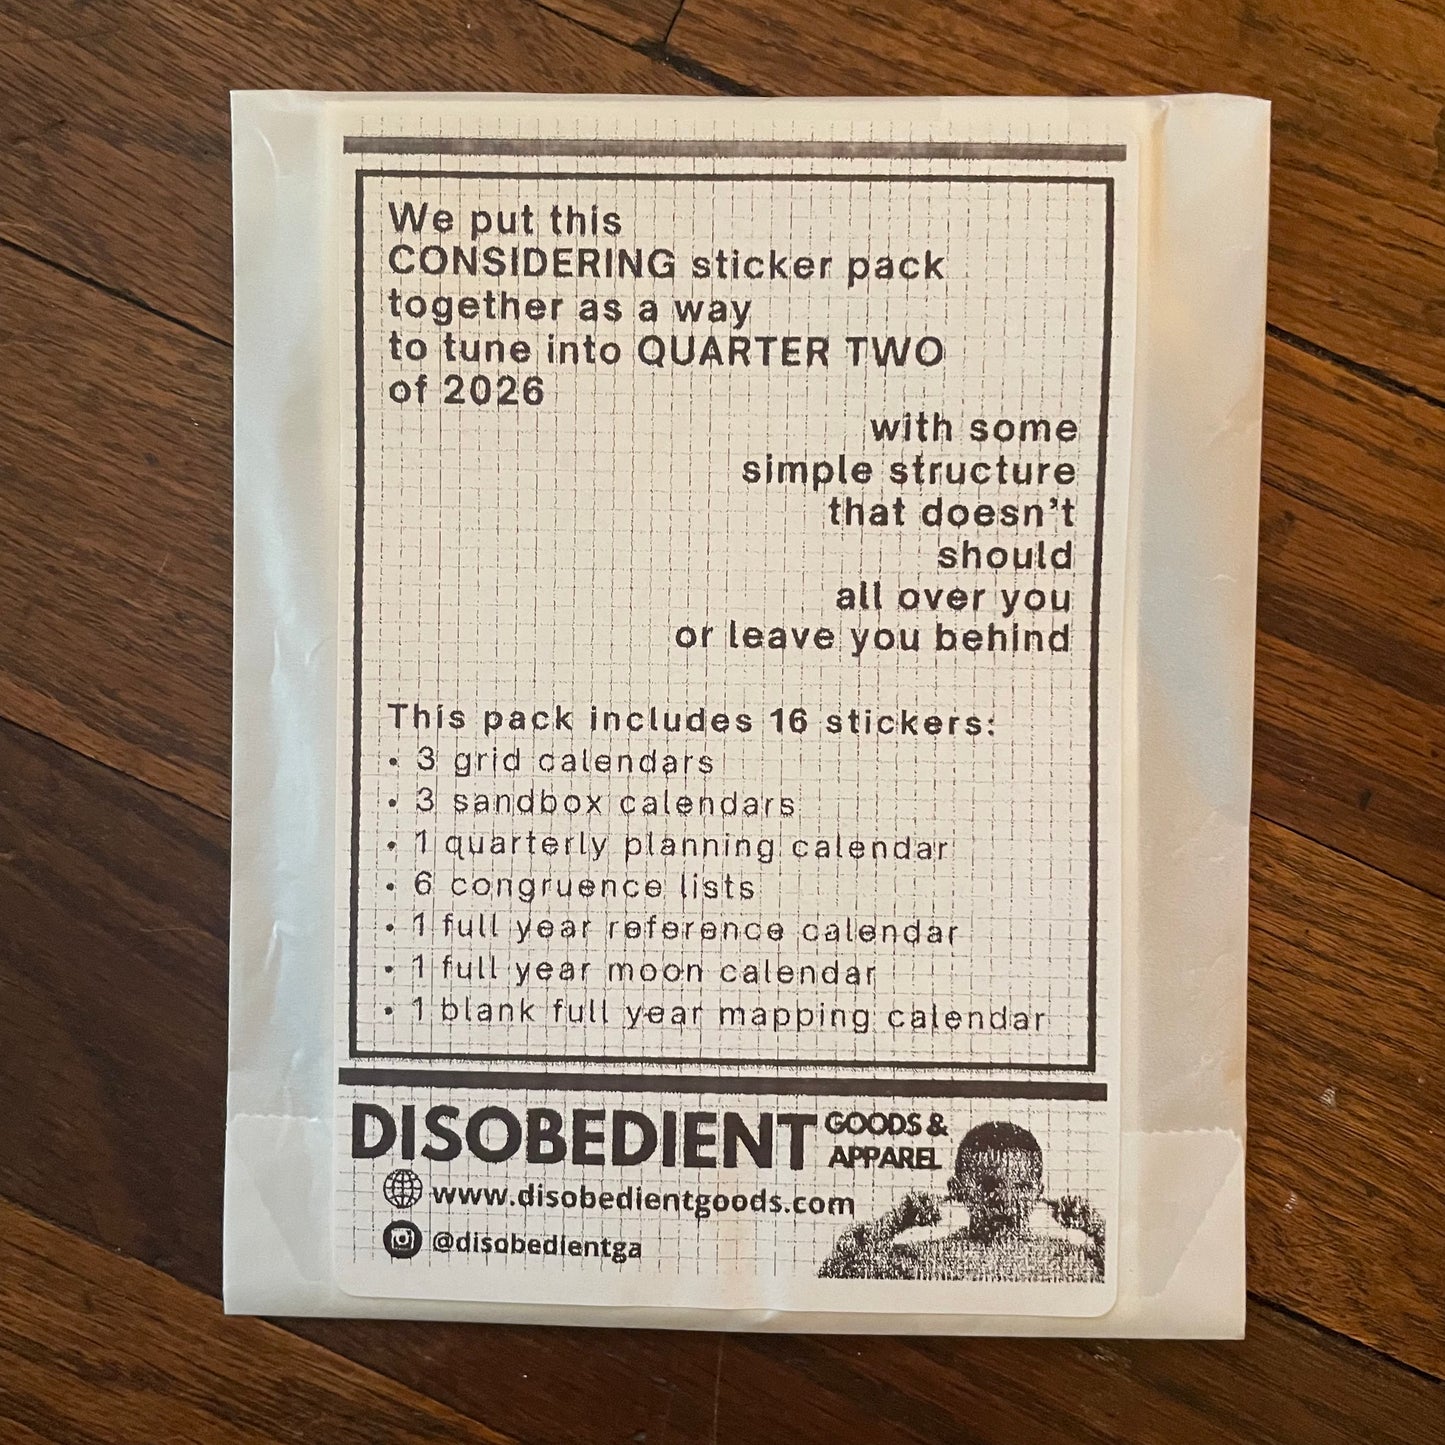 We put this
CONSIDERING sticker pack
together as a way
to tune into QUARTER TWO
of 2026
with some
simple structure
that doesn't
should
all over you
or leave you behind
This pack includes 16 stickers:
• 3 grid calendars
• 3 sandbox calendars
• 1 quarterly planning calendar
• 6 congruence lists
• 1 full year reference calendar
• 1 full year moon calendar
• 1 blank full year mapping calendar
DISOBEDIENT GOODS &
APPAREL
www.disobedientgoods.com
@disobedientga